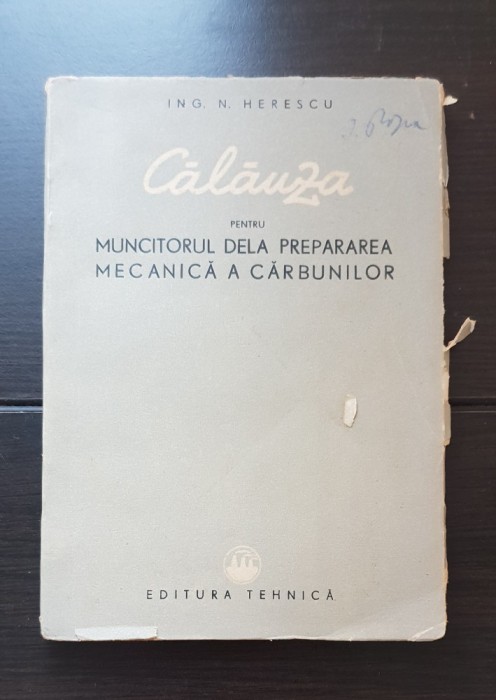 ING. N. HERESCU
Călăuza
PENTRU
MUNCITORUL DELA PREPARAREA
MECANICĂ A CĂRBUNILOR
EDITURA TEHNICĂ